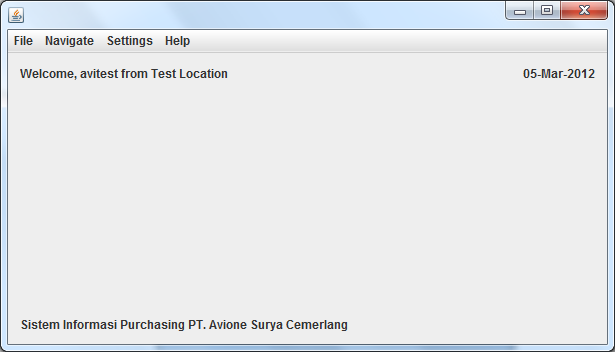 File Navigate Settings Help
Welcome, avitest from Test Location 05-Mar-2012
Sistem Informasi Purchasing PT. Avione Surya Cemerlang